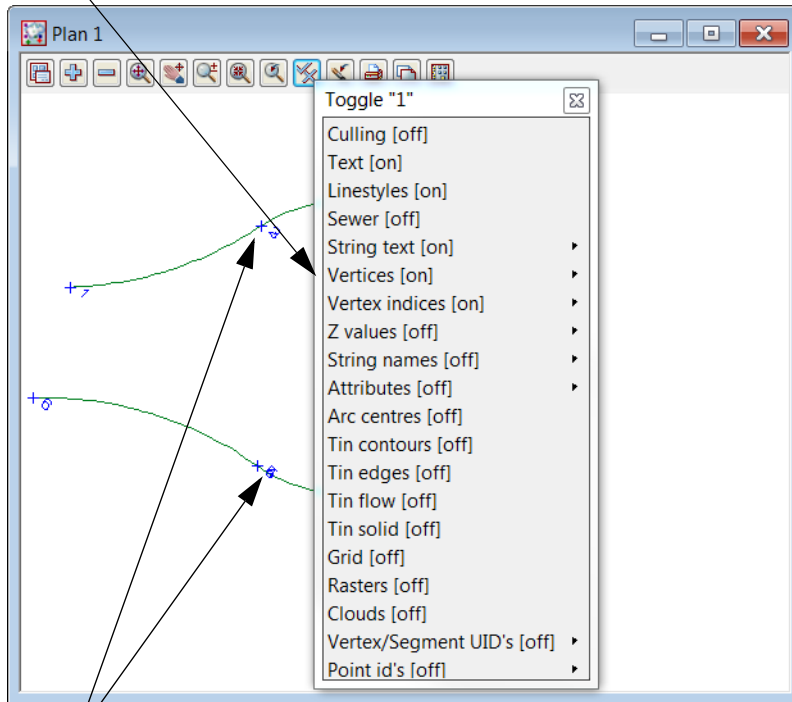 Plan 1
Toggle "1"
Culling [off]
Text [on]
Linestyles [on]
Sewer [off]
String text [on]
Vertices [on]
Vertex indices [on]
Z values [off]
String names [off]
Attributes [off]
Arc centres [off]
Tin contours [off]
Tin edges [off]
Tin flow [off]
Tin solid [off]
Grid [off]
Rasters [off]
Clouds [off]
Vertex/Segment UID's [off]
Point id's [off]